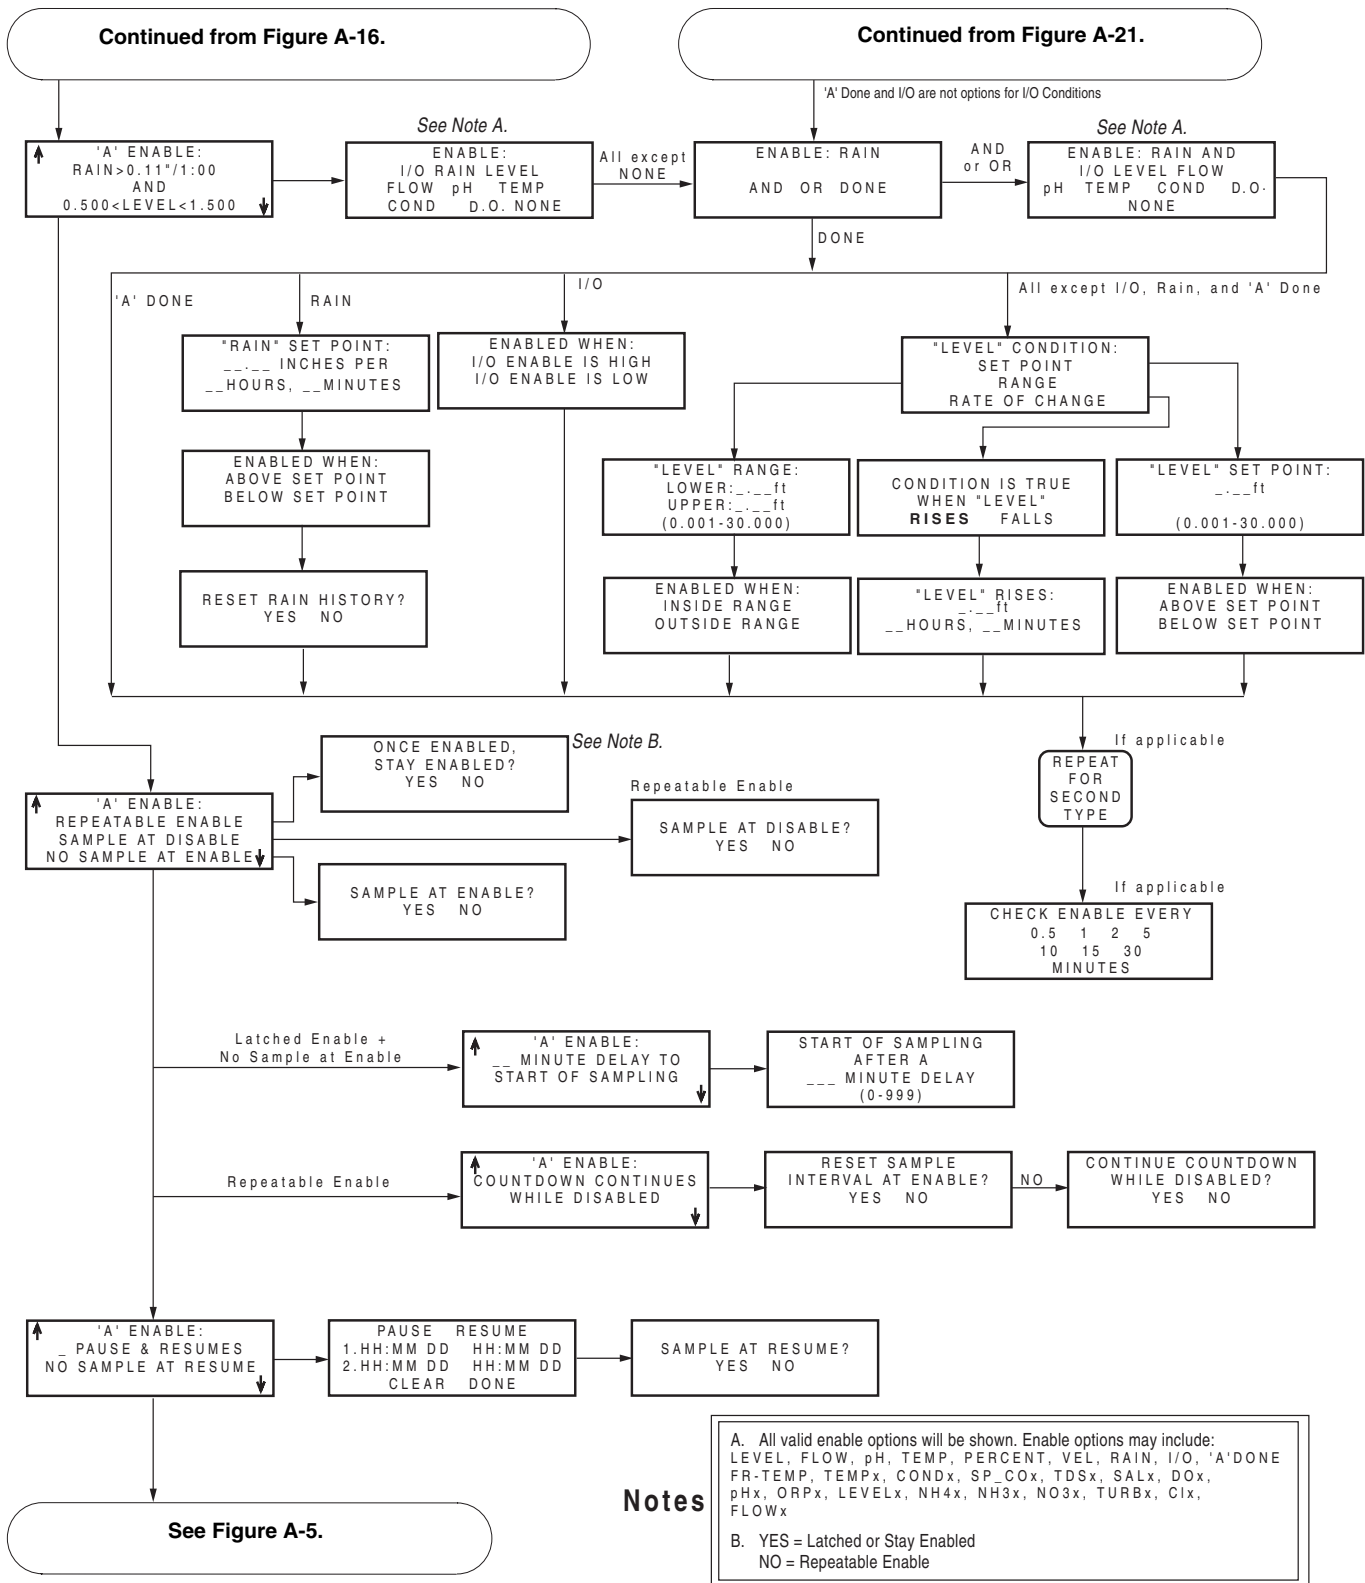 Continued from Figure A-16.
Continued from Figure A-21.
'A' Done and I/O are not options for I/O Conditions
See Note A.
See Note A.
'A' ENABLE:
RAIN>0.11"/1:00
AND
0.500<LEVEL<1.500
ENABLE:
I/O RAIN LEVEL
FLOW pH TEMP
COND D.O. NONE
All except
NONE
ENABLE: RAIN
AND OR DONE
AND
or OR
ENABLE: RAIN AND
I/O LEVEL FLOW
pH TEMP COND D.O.
NONE
DONE
'A' DONE
RAIN
I/O
All except I/O, Rain, and 'A' Done
"RAIN" SET POINT:
__.__ INCHES PER
__HOURS, __MINUTES
ENABLED WHEN:
I/O ENABLE IS HIGH
I/O ENABLE IS LOW
"LEVEL" CONDITION:
SET POINT
RANGE
RATE OF CHANGE
ENABLED WHEN:
ABOVE SET POINT
BELOW SET POINT
"LEVEL" RANGE:
LOWER:_.__ft
UPPER:_.__ft
(0.001-30.000)
CONDITION IS TRUE
WHEN "LEVEL"
RISES FALLS
"LEVEL" SET POINT:
_.__ft
(0.001-30.000)
RESET RAIN HISTORY?
YES NO
ENABLED WHEN:
INSIDE RANGE
OUTSIDE RANGE
"LEVEL" RISES:
_.__ft
__HOURS, __MINUTES
ENABLED WHEN:
ABOVE SET POINT
BELOW SET POINT
ONCE ENABLED,
STAY ENABLED?
YES NO
See Note B.
If applicable
REPEAT
FOR
SECOND
TYPE
'A' ENABLE:
REPEATABLE ENABLE
SAMPLE AT DISABLE
NO SAMPLE AT ENABLE
Repeatable Enable
SAMPLE AT DISABLE?
YES NO
SAMPLE AT ENABLE?
YES NO
If applicable
CHECK ENABLE EVERY
0.5 1 2 5
10 15 30
MINUTES
Latched Enable +
No Sample at Enable
'A' ENABLE:
__ MINUTE DELAY TO
START OF SAMPLING
START OF SAMPLING
AFTER A
___ MINUTE DELAY
(0-999)
Repeatable Enable
'A' ENABLE:
COUNTDOWN CONTINUES
WHILE DISABLED
RESET SAMPLE
INTERVAL AT ENABLE?
YES NO
NO
CONTINUE COUNTDOWN
WHILE DISABLED?
YES NO
'A' ENABLE:
_ PAUSE & RESUMES
NO SAMPLE AT RESUME
PAUSE RESUME
1.HH:MM DD HH:MM DD
2.HH:MM DD HH:MM DD
CLEAR DONE
SAMPLE AT RESUME?
YES NO
See Figure A-5.
Notes
A. All valid enable options will be shown. Enable options may include:
LEVEL, FLOW, pH, TEMP, PERCENT, VEL, RAIN, I/O, 'A'DONE
FR-TEMP, TEMPx, CONDx, SP_COx, TDSx, SALx, DOx,
pHx, ORPx, LEVELx, NH4x, NH3x, NO3x, TURBx, Clx,
FLOWx
B. YES = Latched or Stay Enabled
NO = Repeatable Enable